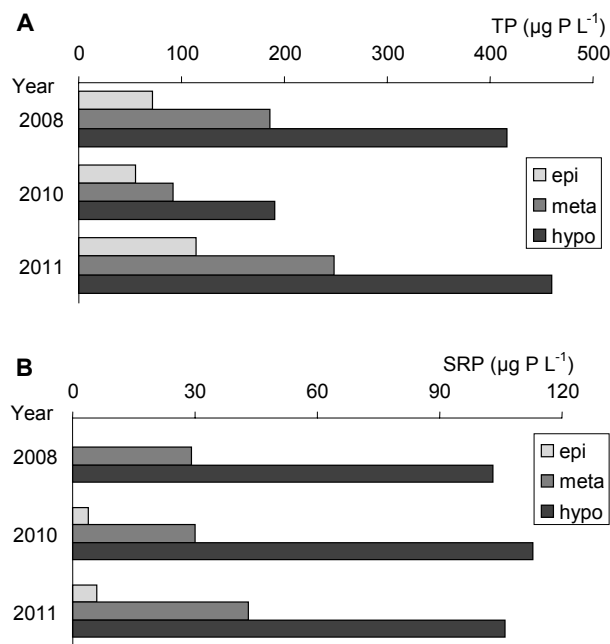 A
TP (µg P L⁻¹)
0 100 200 300 400 500
Year
2008
2010
2011
epi
meta
hypo
B
SRP (µg P L⁻¹)
0 30 60 90 120
Year
2008
2010
2011
epi
meta
hypo